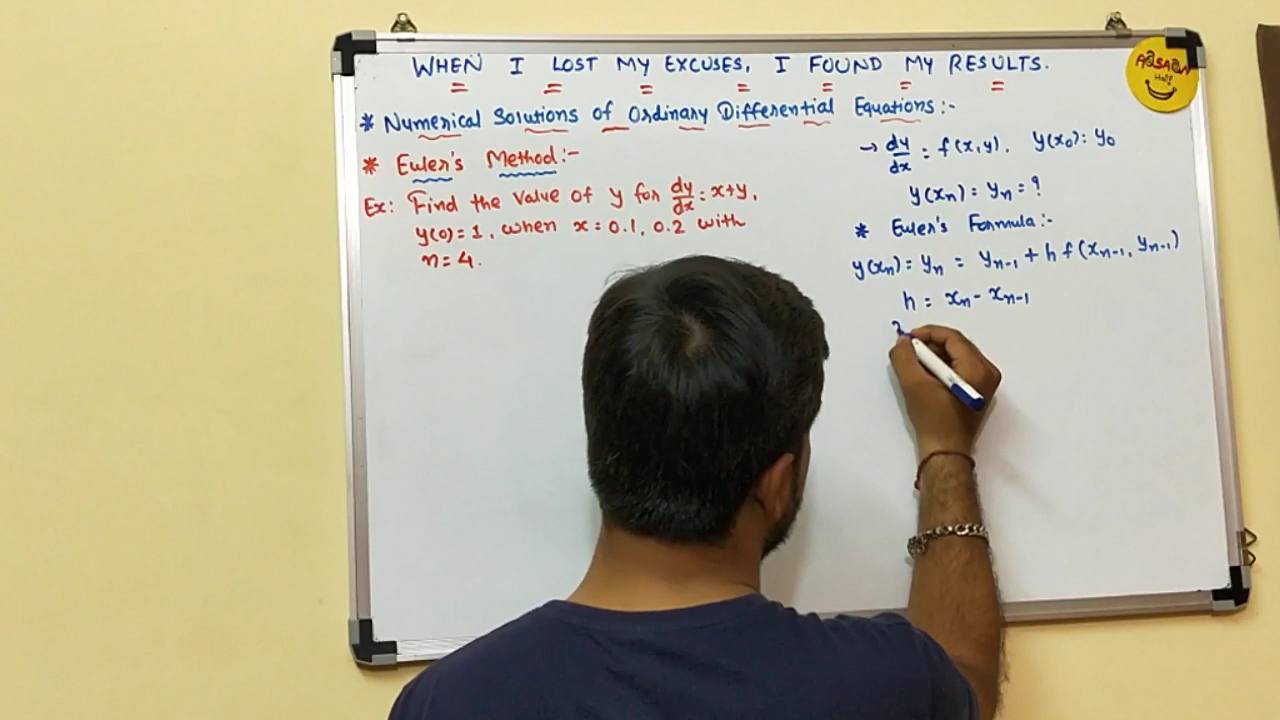 WHEN I LOST MY EXCUSES, I FOUND MY RESULTS.
* Numerical Solutions of Ordinary Differential Equations:-
* Euler's Method:-
Ex: Find the value of y for dy/dx = x+y,
y(0)=1, when x=0.1, 0.2 with
n=4.
→ dy/dx = f(x,y), y(x₀)=y₀
y(xₙ)=yₙ=?
* Euler's Formula:-
y(xₙ)=yₙ = yₙ₋₁ + h f(xₙ₋₁, yₙ₋₁)
h = xₙ - xₙ₋₁